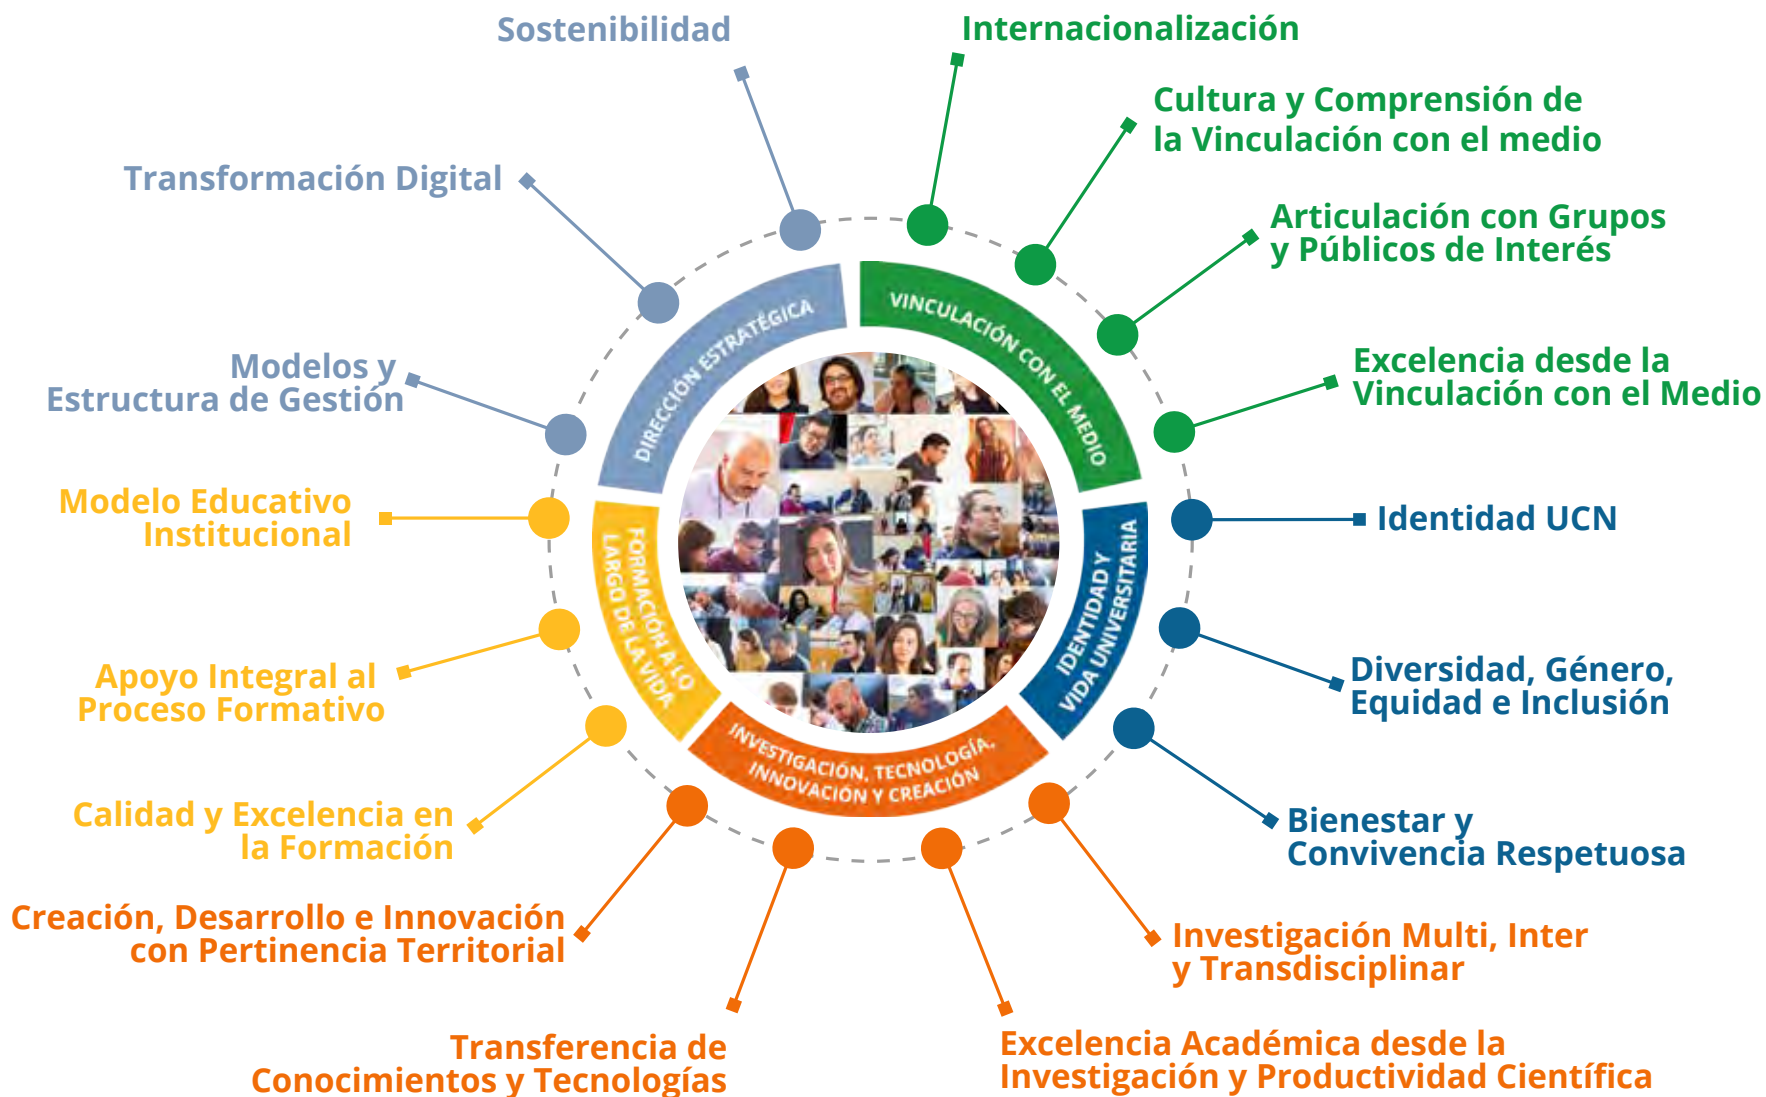 Sostenibilidad
Internacionalización
Cultura y Comprensión de
la Vinculación con el medio
Transformación Digital
Articulación con Grupos
y Públicos de Interés
Modelos y
Estructura de Gestión
Excelencia desde la
Vinculación con el Medio
DIRECCIÓN ESTRATÉGICA
VINCULACIÓN CON EL MEDIO
Modelo Educativo
Institucional
Identidad UCN
FORMACIÓN A LO
LARGO DE LA VIDA
IDENTIDAD Y
VIDA UNIVERSITARIA
Apoyo Integral al
Proceso Formativo
Diversidad, Género,
Equidad e Inclusión
INVESTIGACIÓN, TECNOLOGÍA,
INNOVACIÓN Y CREACIÓN
Calidad y Excelencia en
la Formación
Bienestar y
Convivencia Respetuosa
Creación, Desarrollo e Innovación
con Pertinencia Territorial
Investigación Multi, Inter
y Transdisciplinar
Transferencia de
Conocimientos y Tecnologías
Excelencia Académica desde la
Investigación y Productividad Científica